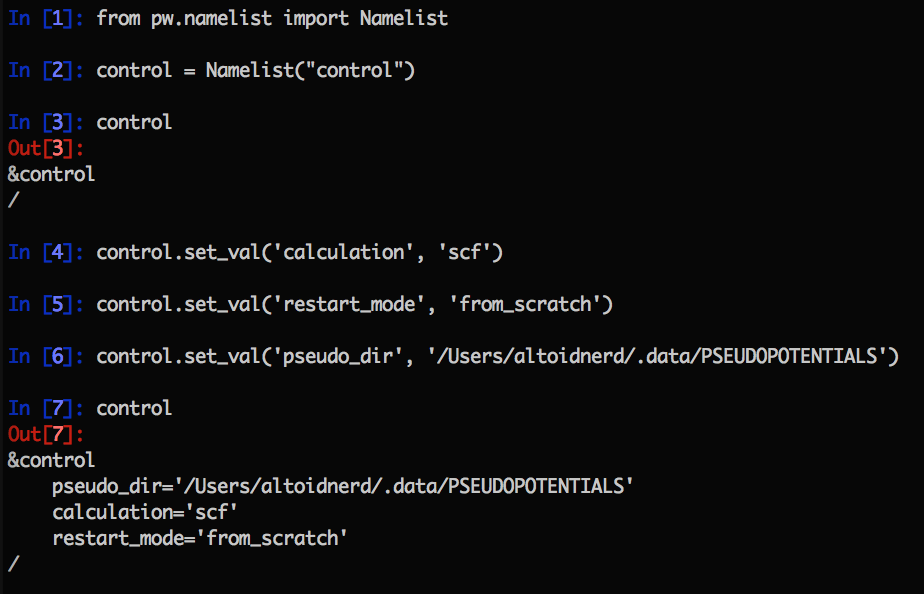 In [1]: from pw.namelist import Namelist
In [2]: control = Namelist("control")
In [3]: control
Out[3]:
&control
/
In [4]: control.set_val('calculation', 'scf')
In [5]: control.set_val('restart_mode', 'from_scratch')
In [6]: control.set_val('pseudo_dir', '/Users/altoidnerd/.data/PSEUDOPOTENTIALS')
In [7]: control
Out[7]:
&control
    pseudo_dir='/Users/altoidnerd/.data/PSEUDOPOTENTIALS'
    calculation='scf'
    restart_mode='from_scratch'
/